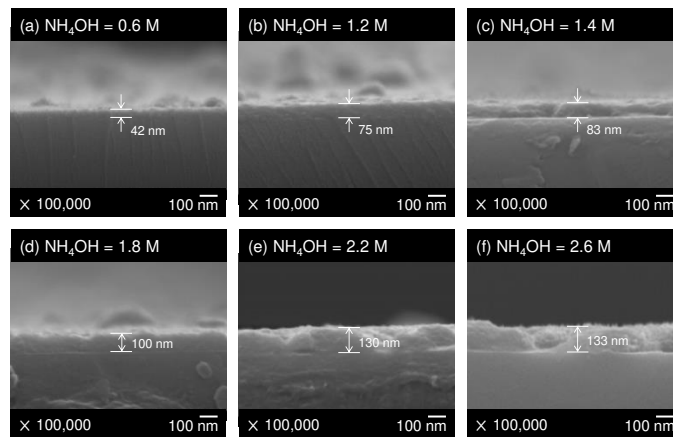 (a) NH₄OH = 0.6 M
42 nm
× 100,000 100 nm
(b) NH₄OH = 1.2 M
75 nm
× 100,000 100 nm
(c) NH₄OH = 1.4 M
83 nm
× 100,000 100 nm
(d) NH₄OH = 1.8 M
100 nm
× 100,000 100 nm
(e) NH₄OH = 2.2 M
130 nm
× 100,000 100 nm
(f) NH₄OH = 2.6 M
133 nm
× 100,000 100 nm